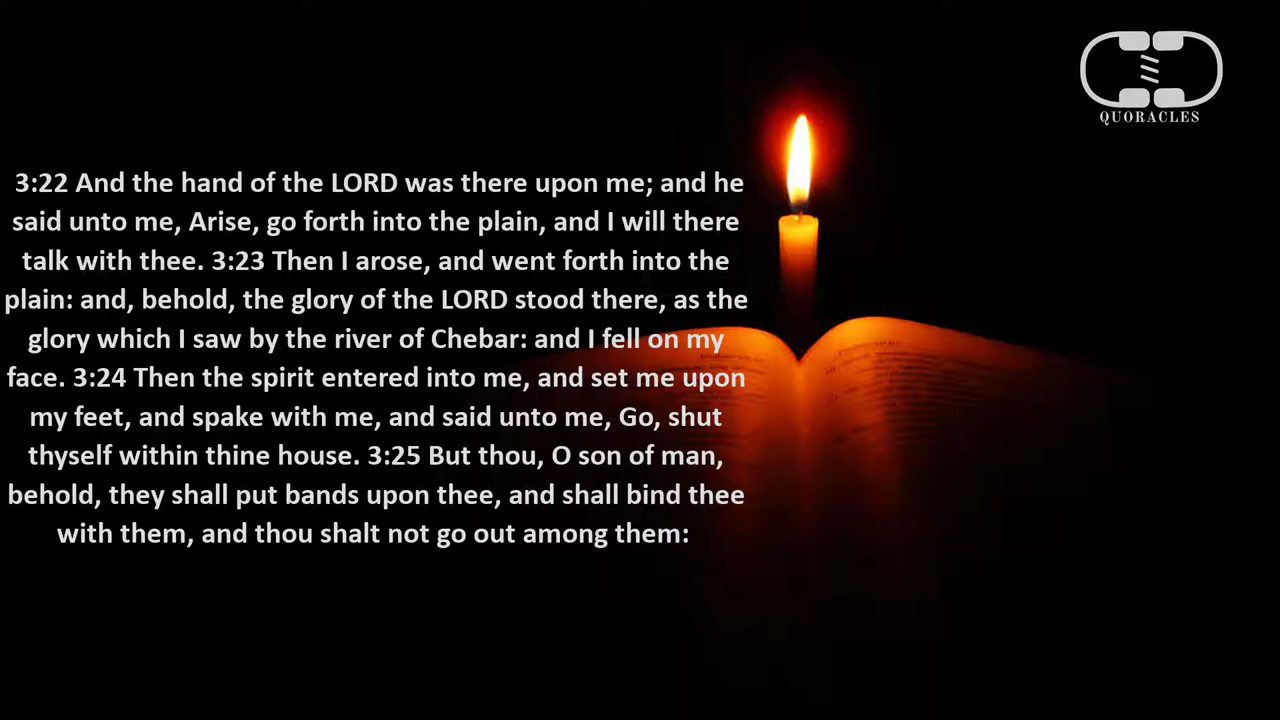 QUORACLES
3:22 And the hand of the LORD was there upon me; and he
said unto me, Arise, go forth into the plain, and I will there
talk with thee. 3:23 Then I arose, and went forth into the
plain: and, behold, the glory of the LORD stood there, as the
glory which I saw by the river of Chebar: and I fell on my
face. 3:24 Then the spirit entered into me, and set me upon
my feet, and spake with me, and said unto me, Go, shut
thyself within thine house. 3:25 But thou, O son of man,
behold, they shall put bands upon thee, and shall bind thee
with them, and thou shalt not go out among them: